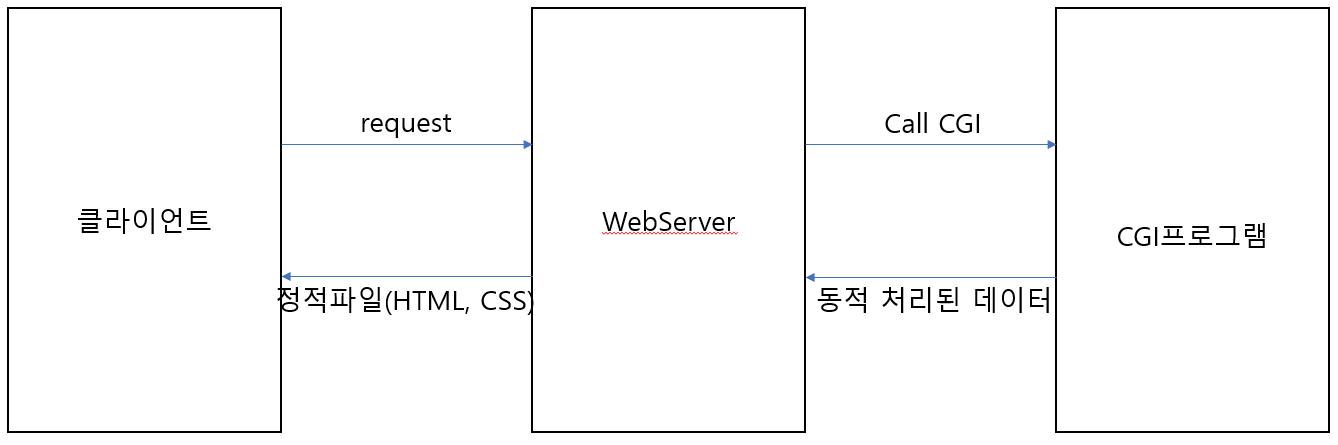 request
Call CGI
클라이언트
WebServer
CGI프로그램
정적파일(HTML, CSS)
동적 처리된 데이터